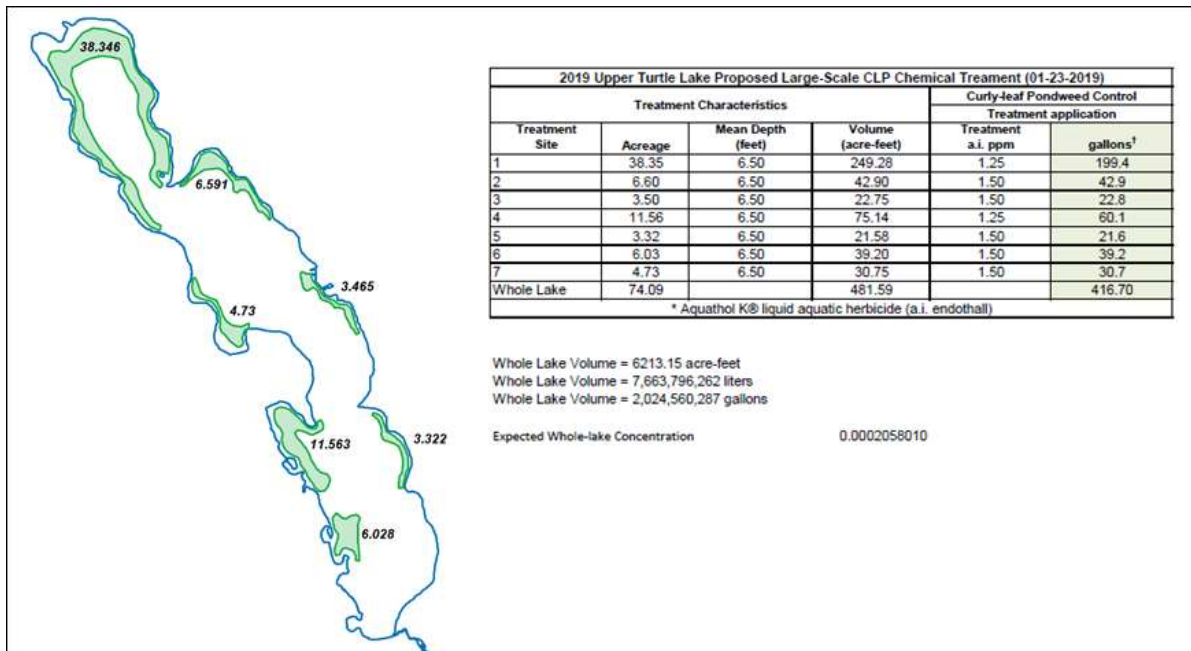 38.346
6.591
3.465
4.73
11.563
3.322
6.028
2019 Upper Turtle Lake Proposed Large-Scale CLP Chemical Treament (01-23-2019)
Treatment Characteristics Curly-leaf Pondweed Control
Treatment application
Treatment Site Acreage Mean Depth (feet) Volume (acre-feet) Treatment a.i. ppm gallons†
1 38.35 6.50 249.28 1.25 199.4
2 6.60 6.50 42.90 1.50 42.9
3 3.50 6.50 22.75 1.50 22.8
4 11.56 6.50 75.14 1.25 60.1
5 3.32 6.50 21.58 1.50 21.6
6 6.03 6.50 39.20 1.50 39.2
7 4.73 6.50 30.75 1.50 30.7
Whole Lake 74.09 481.59 416.70
* Aquathol K® liquid aquatic herbicide (a.i. endothall)
Whole Lake Volume = 6213.15 acre-feet
Whole Lake Volume = 7,663,796,262 liters
Whole Lake Volume = 2,024,560,287 gallons
Expected Whole-lake Concentration 0.0002058010